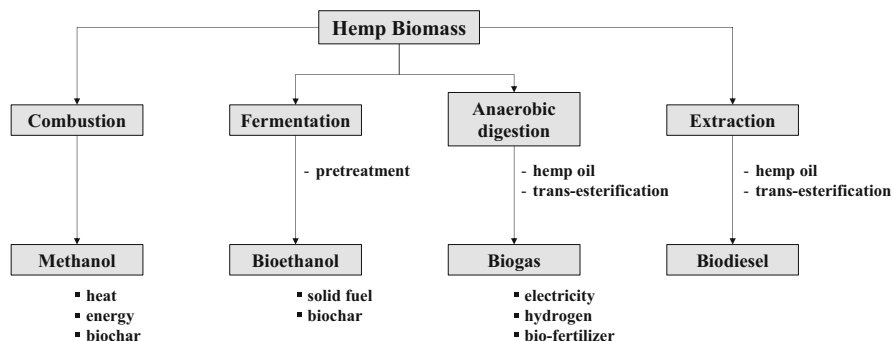 Hemp Biomass
Combustion
Fermentation
Anaerobic
digestion
Extraction
- pretreatment
- hemp oil
- trans-esterification
- hemp oil
- trans-esterification
Methanol
Bioethanol
Biogas
Biodiesel
▪ heat
▪ energy
▪ biochar
▪ solid fuel
▪ biochar
▪ electricity
▪ hydrogen
▪ bio-fertilizer